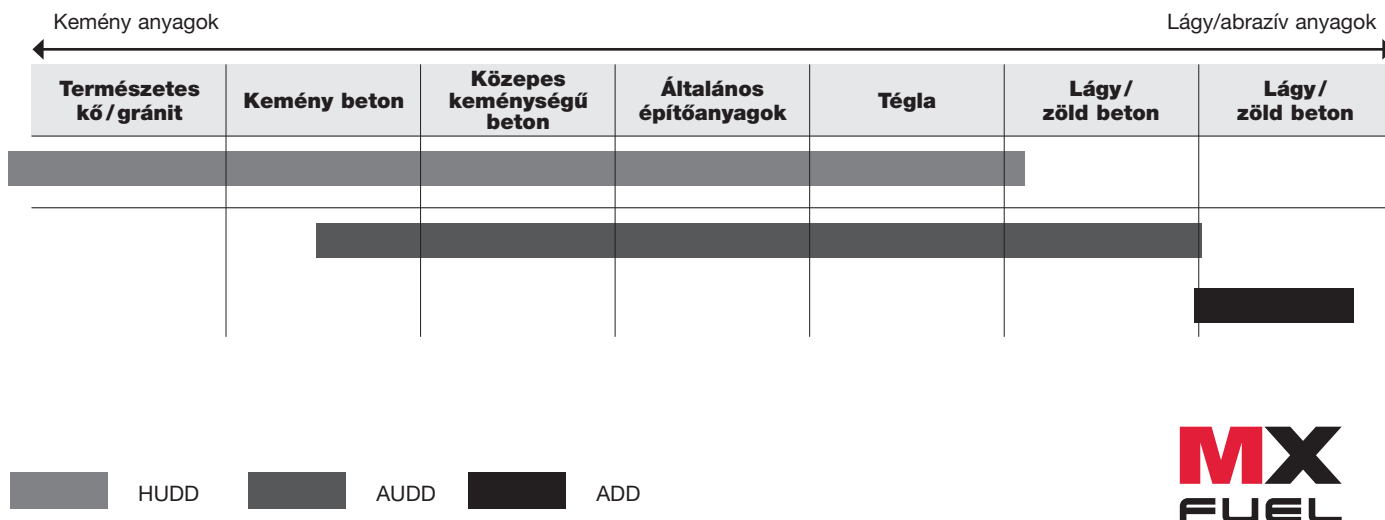 Kemény anyagok
Lágy/abrazív anyagok
Természetes
kő/gránit
Kemény beton
Közepes
keménységű
beton
Általános
építőanyagok
Tégla
Lágy/
zöld beton
Lágy/
zöld beton
HUDD
AUDD
ADD
MX
FUEL